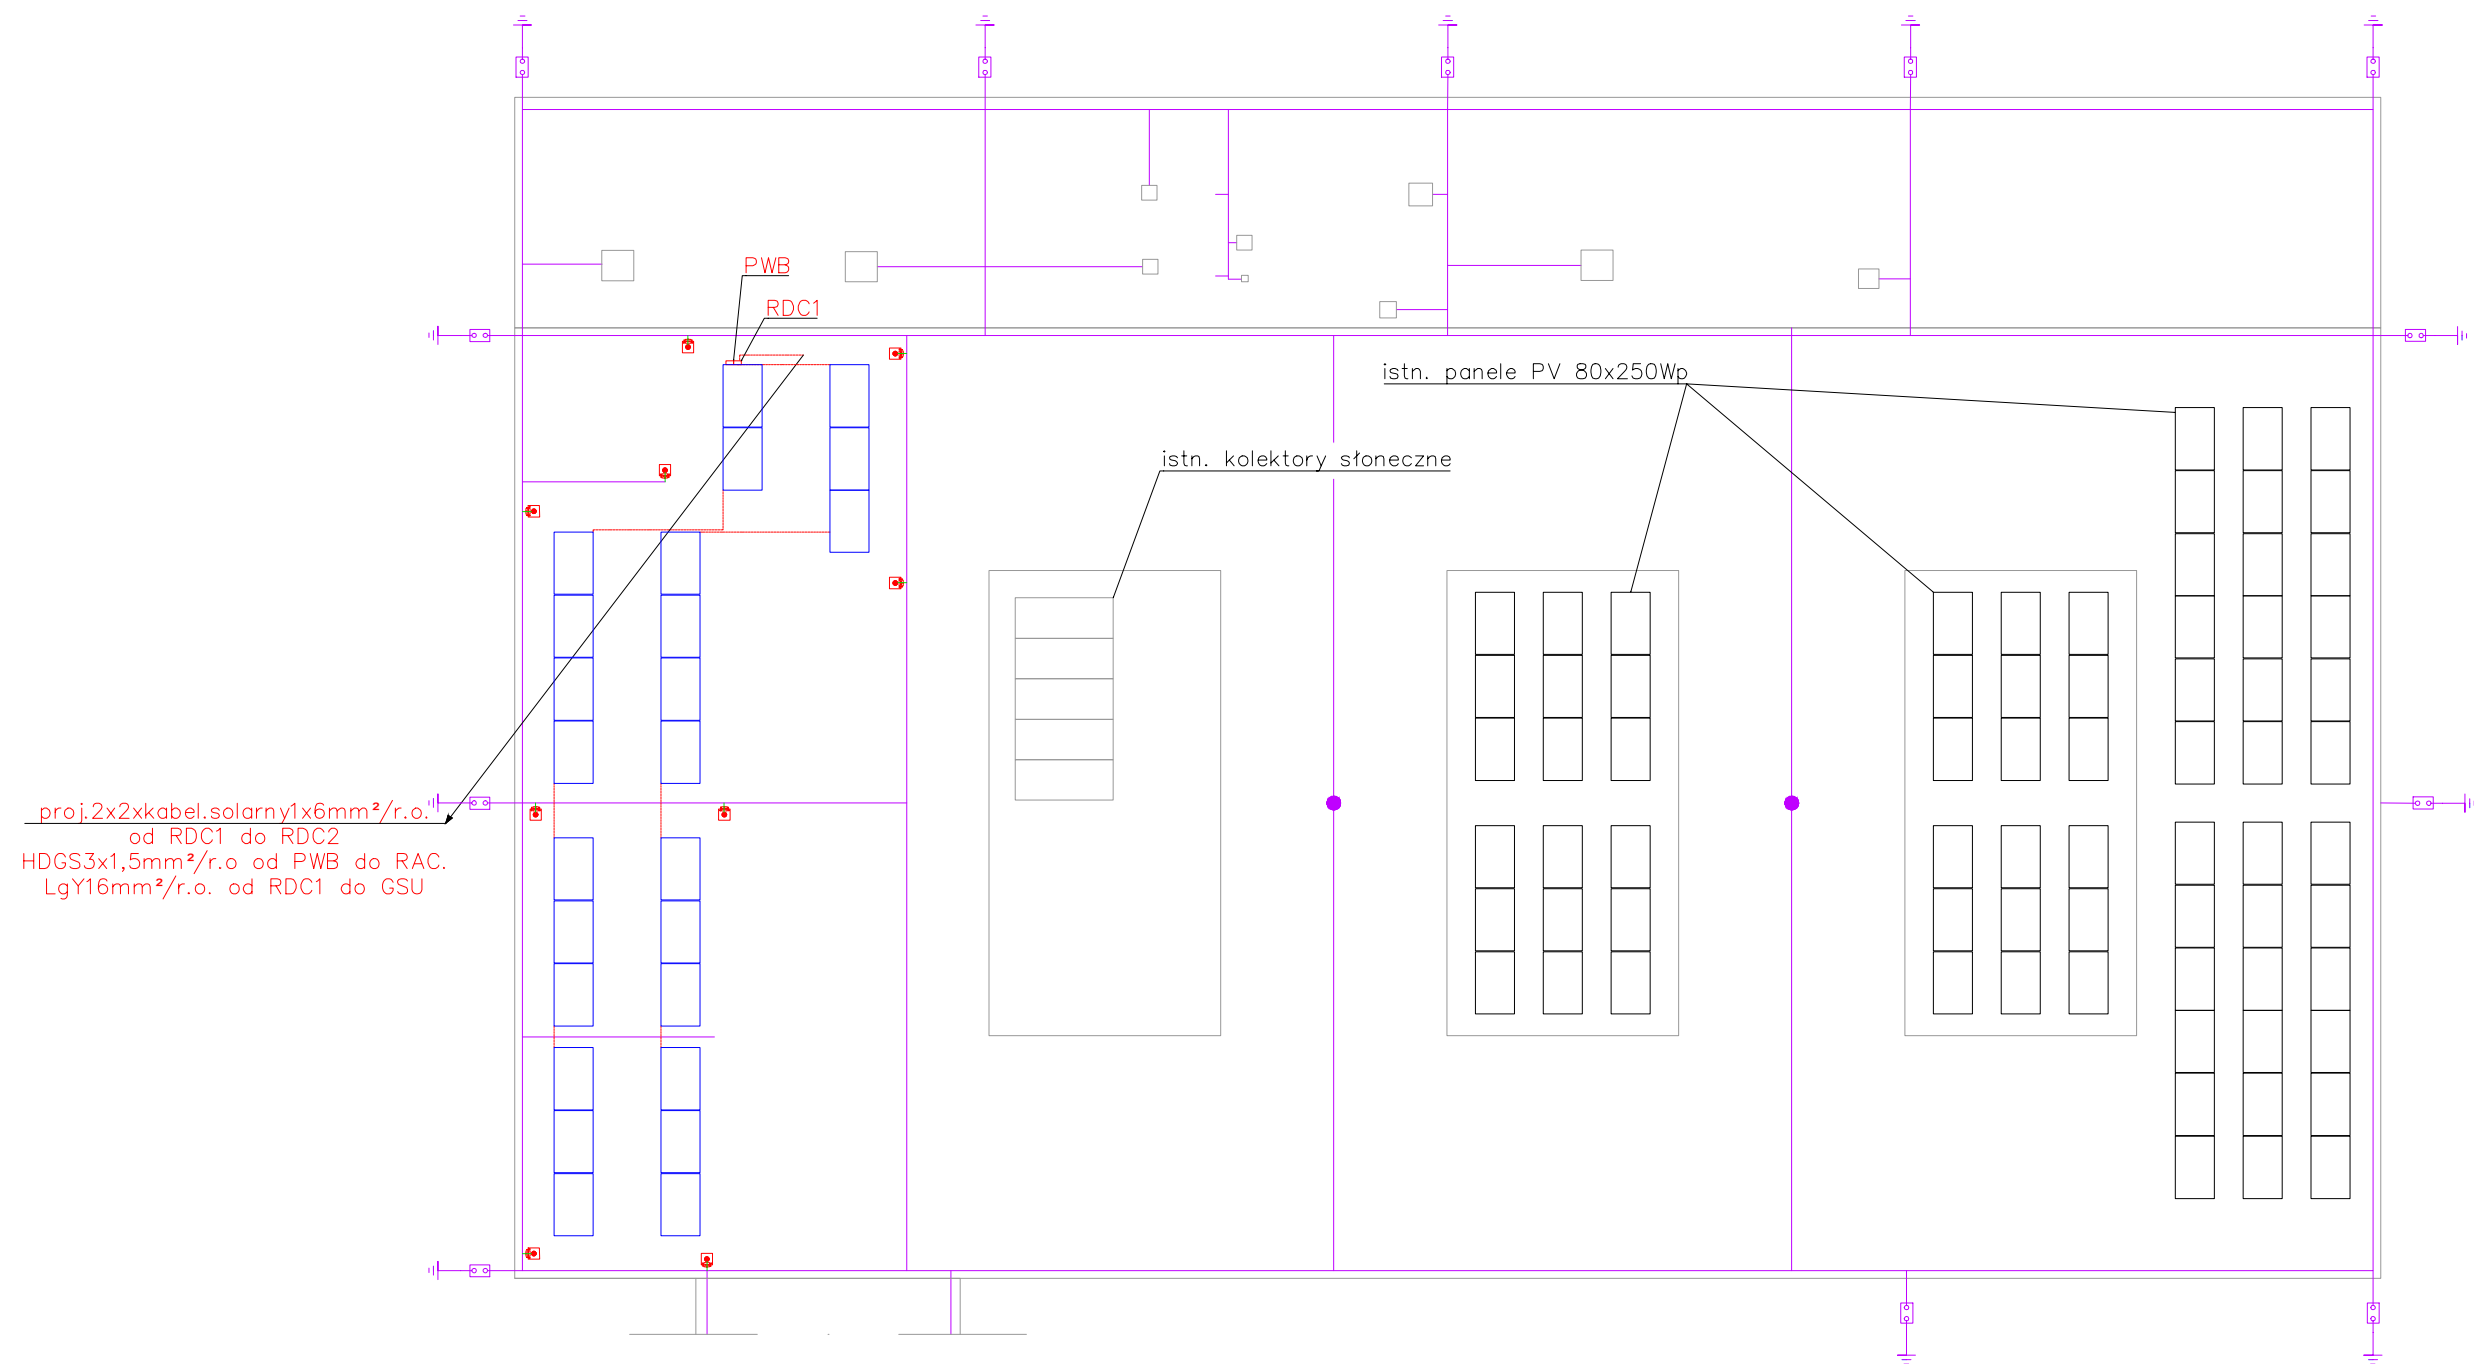 PWB
RDC1
istn. panele PV 80x250Wp
istn. kolektory słoneczne
proj.2x2xkabel.solarny1x6mm²/r.o.
od RDC1 do RDC2
HDGS3x1,5mm²/r.o od PWB do RAC.
LgY16mm²/r.o. od RDC1 do GSU